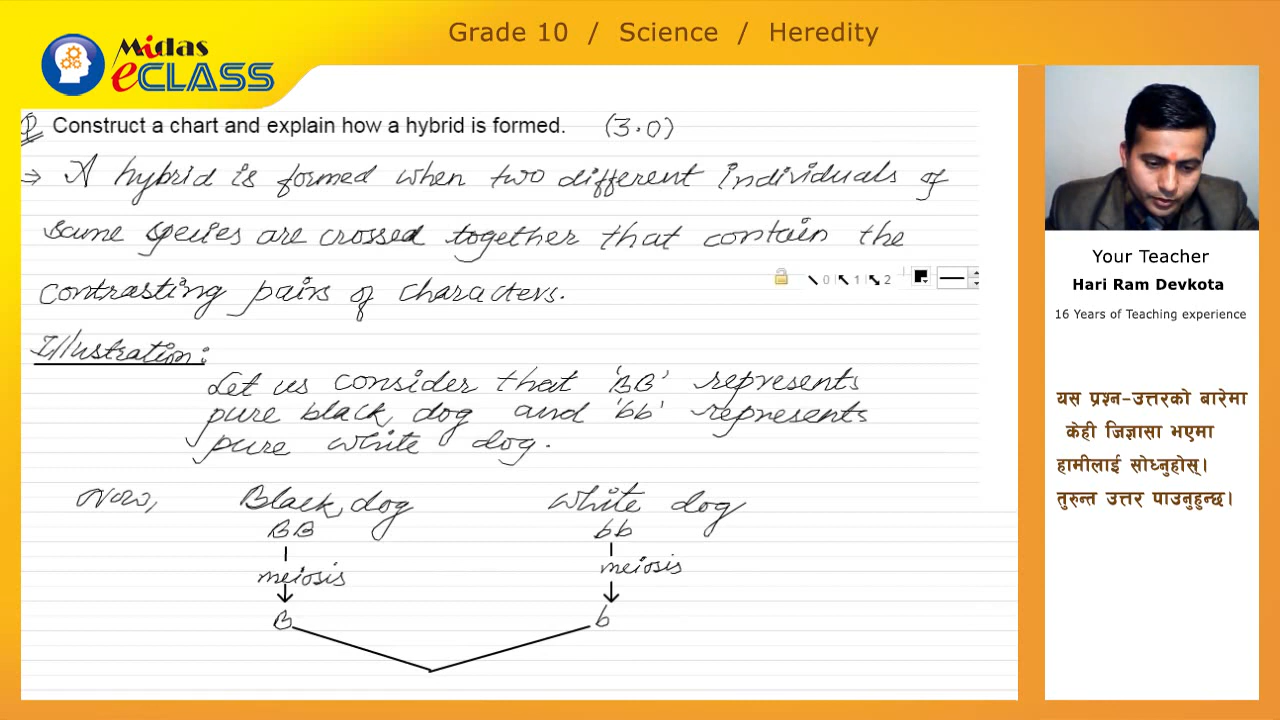 Grade 10 / Science / Heredity
Midas
eCLASS
Q Construct a chart and explain how a hybrid is formed. (3.0)
→ A hybrid is formed when two different individuals of
same species are crossed together that contain the
contrasting pairs of characters.
0 1 2
Illustration:
Let us consider that 'BB' represents
pure black dog and 'bb' represents
pure white dog.
Now, Black dog White dog
BB bb
meiosis meiosis
B b
Your Teacher
Hari Ram Devkota
16 Years of Teaching experience
यस प्रश्न-उत्तरको बारेमा
केही जिज्ञासा भएमा
हामीलाई सोध्नुहोस्।
तुरुन्त उत्तर पाउनुहुन्छ।